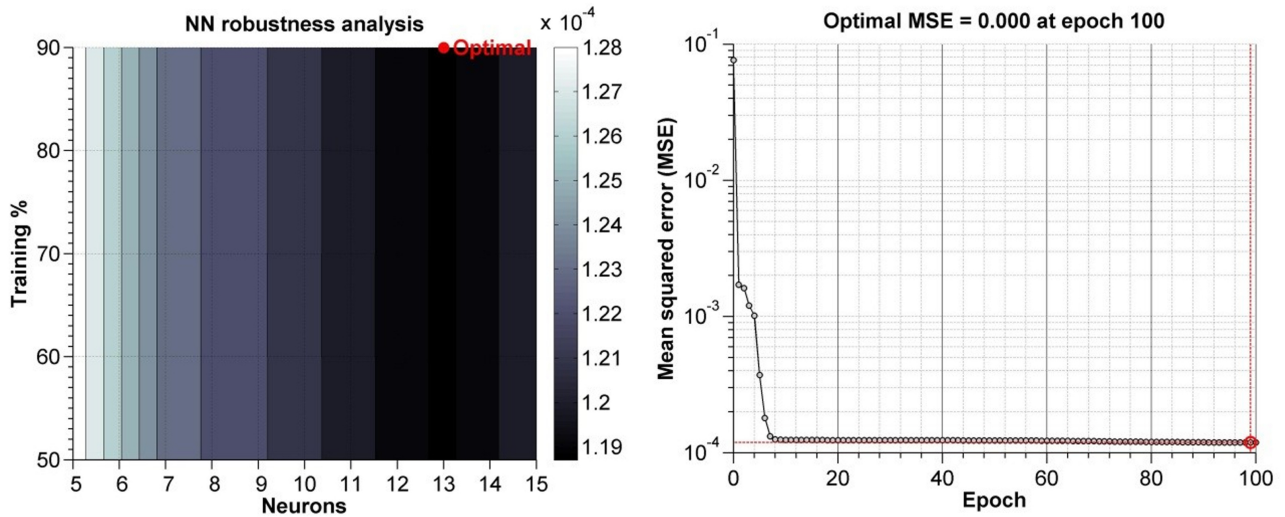 NN robustness analysis
x 10-4
Optimal
90
80
70
60
50
Training %
5 6 7 8 9 10 11 12 13 14 15
Neurons
1.28
1.27
1.26
1.25
1.24
1.23
1.22
1.21
1.2
1.19
Optimal MSE = 0.000 at epoch 100
10-1
10-2
10-3
10-4
Mean squared error (MSE)
0 20 40 60 80 100
Epoch